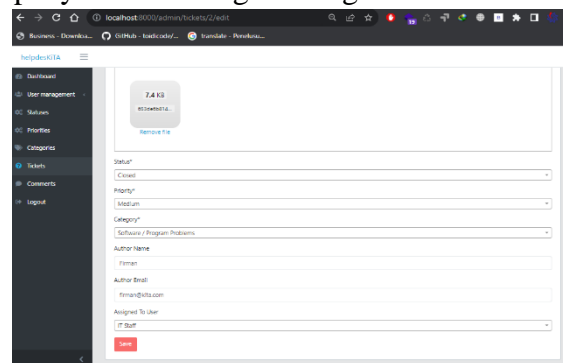 localhost:8000/admin/tickets/2/edit
Business - Downloa... GitHub - toidicode/... translate - Penelusu...
helpdesKITA
Dashboard
User management
Statuses
Priorities
Categories
Tickets
Comments
Logout
7.4 KB
Remove file
Status*
Closed
Priority*
Medium
Category*
Software / Program Problems
Author Name
Firman
Author Email
firman@kita.com
Assigned To User
IT Staff
Save